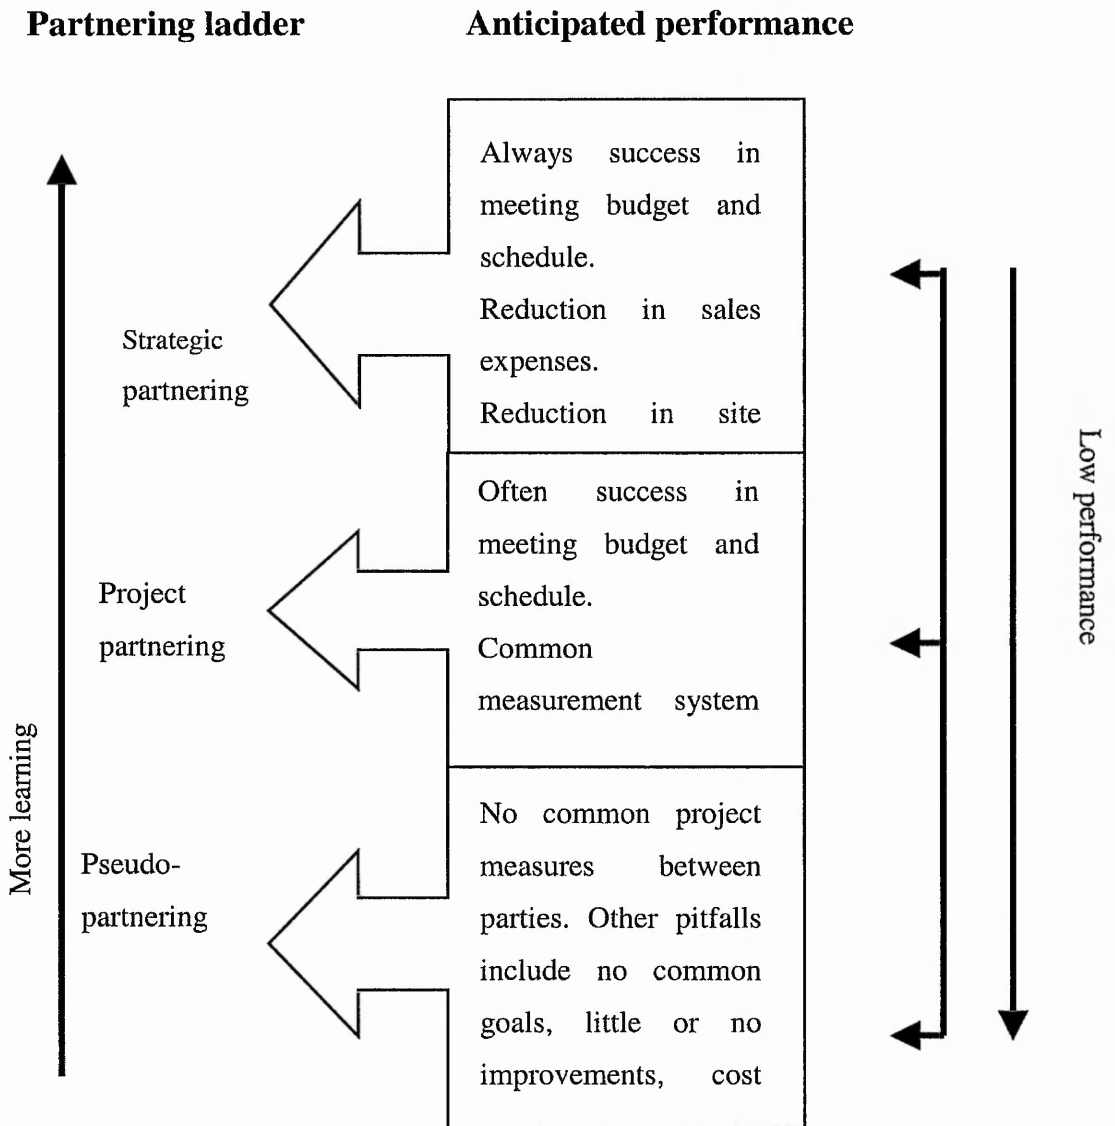 Partnering ladder
Anticipated performance
Always success in
meeting budget and
schedule.
Reduction in sales
expenses.
Reduction in site
Strategic
partnering
Often success in
meeting budget and
schedule.
Common
measurement system
Project
partnering
No common project
measures between
parties. Other pitfalls
include no common
goals, little or no
improvements, cost
Pseudo-
partnering
More learning
Low performance